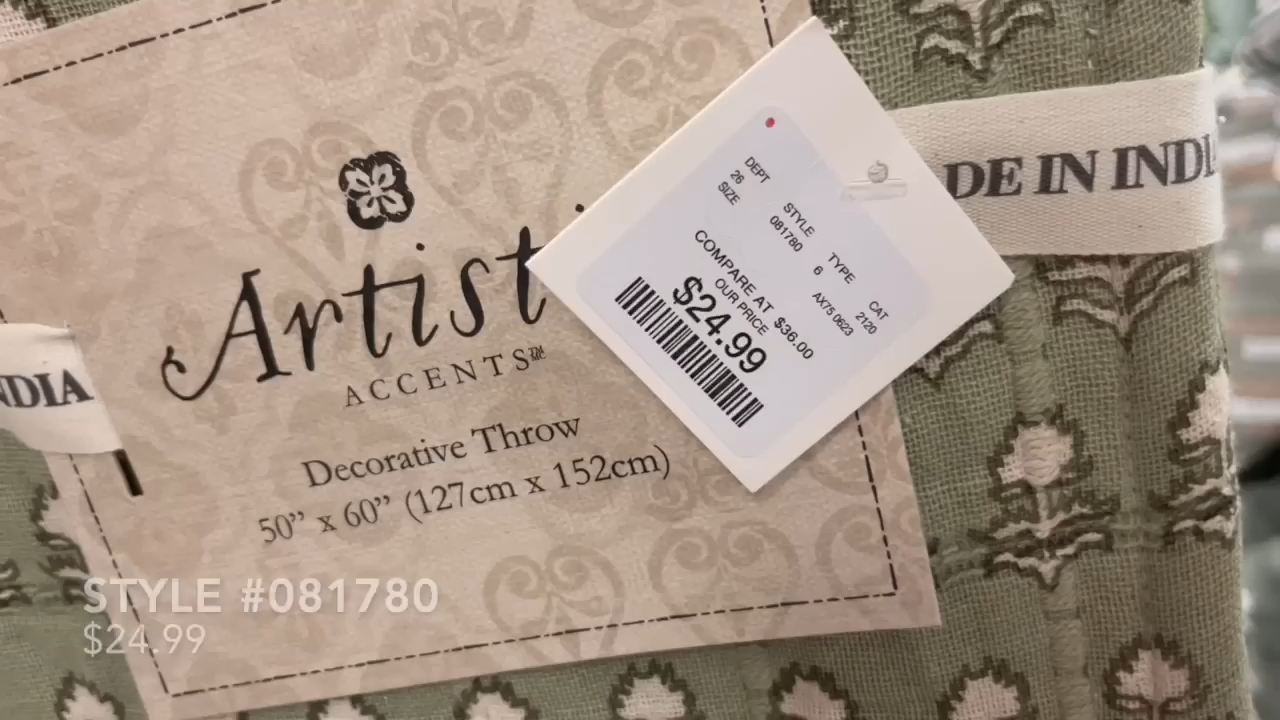 Artist
ACCENTS™
Decorative Throw
50” x 60” (127cm x 152cm)
DEPT STYLE TYPE CAT
26 081780 6 2120
SIZE AX75 0623
COMPARE AT $36.00
OUR PRICE
$24.99
DE IN INDI
NDIA
STYLE #081780
$24.99